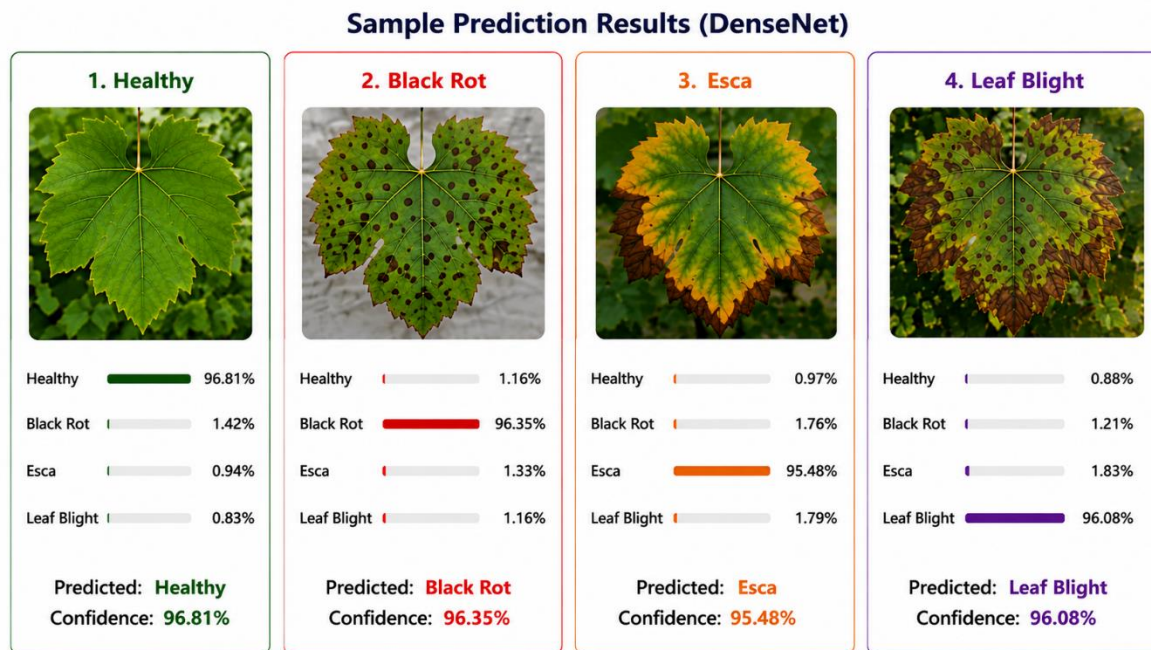 Sample Prediction Results (DenseNet)
1. Healthy
Healthy 96.81%
Black Rot 1.42%
Esca 0.94%
Leaf Blight 0.83%
Predicted: Healthy
Confidence: 96.81%
2. Black Rot
Healthy 1.16%
Black Rot 96.35%
Esca 1.33%
Leaf Blight 1.16%
Predicted: Black Rot
Confidence: 96.35%
3. Esca
Healthy 0.97%
Black Rot 1.76%
Esca 95.48%
Leaf Blight 1.79%
Predicted: Esca
Confidence: 95.48%
4. Leaf Blight
Healthy 0.88%
Black Rot 1.21%
Esca 1.83%
Leaf Blight 96.08%
Predicted: Leaf Blight
Confidence: 96.08%